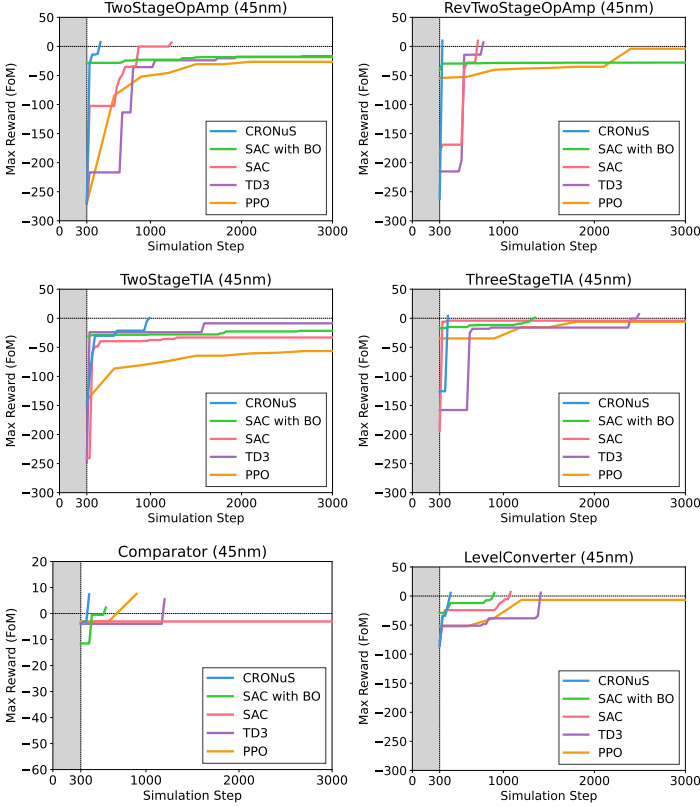 TwoStageOpAmp (45nm)
Max Reward (FoM)
50
0
−50
−100
−150
−200
−250
−300
CRONuS
SAC with BO
SAC
TD3
PPO
0 300 1000 2000 3000
Simulation Step
RevTwoStageOpAmp (45nm)
Max Reward (FoM)
50
0
−50
−100
−150
−200
−250
−300
CRONuS
SAC with BO
SAC
TD3
PPO
0 300 1000 2000 3000
Simulation Step
TwoStageTIA (45nm)
Max Reward (FoM)
50
0
−50
−100
−150
−200
−250
−300
CRONuS
SAC with BO
SAC
TD3
PPO
0 300 1000 2000 3000
Simulation Step
ThreeStageTIA (45nm)
Max Reward (FoM)
50
0
−50
−100
−150
−200
−250
−300
CRONuS
SAC with BO
SAC
TD3
PPO
0 300 1000 2000 3000
Simulation Step
Comparator (45nm)
Max Reward (FoM)
20
10
0
−10
−20
−30
−40
−50
−60
CRONuS
SAC with BO
SAC
TD3
PPO
0 300 1000 2000 3000
Simulation Step
LevelConverter (45nm)
Max Reward (FoM)
50
0
−50
−100
−150
−200
−250
−300
CRONuS
SAC with BO
SAC
TD3
PPO
0 300 1000 2000 3000
Simulation Step